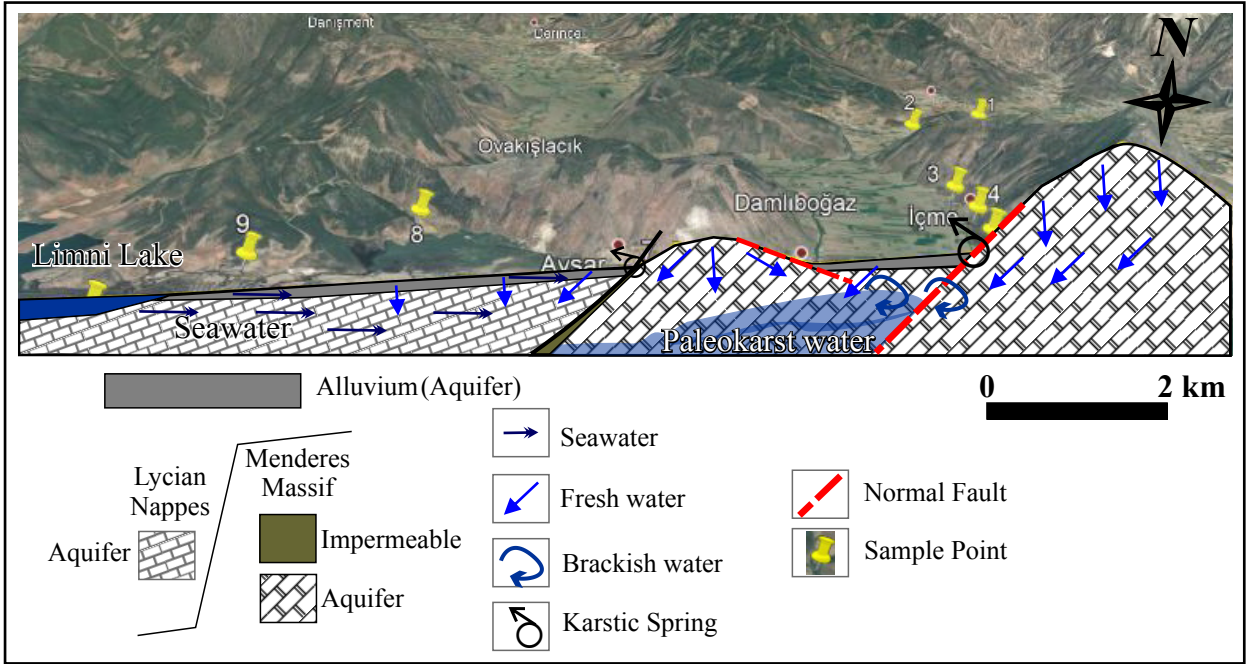 Danışment
Derince
N
2
1
Ovakışlacık
3
4
Damlıboğaz
İçme
9
8
Limni Lake
Avşar
Seawater
Paleokarst water
0 2 km
Alluvium (Aquifer)
Lycian
Nappes
Aquifer
Menderes
Massif
Impermeable
Aquifer
Seawater
Fresh water
Brackish water
Karstic Spring
Normal Fault
Sample Point